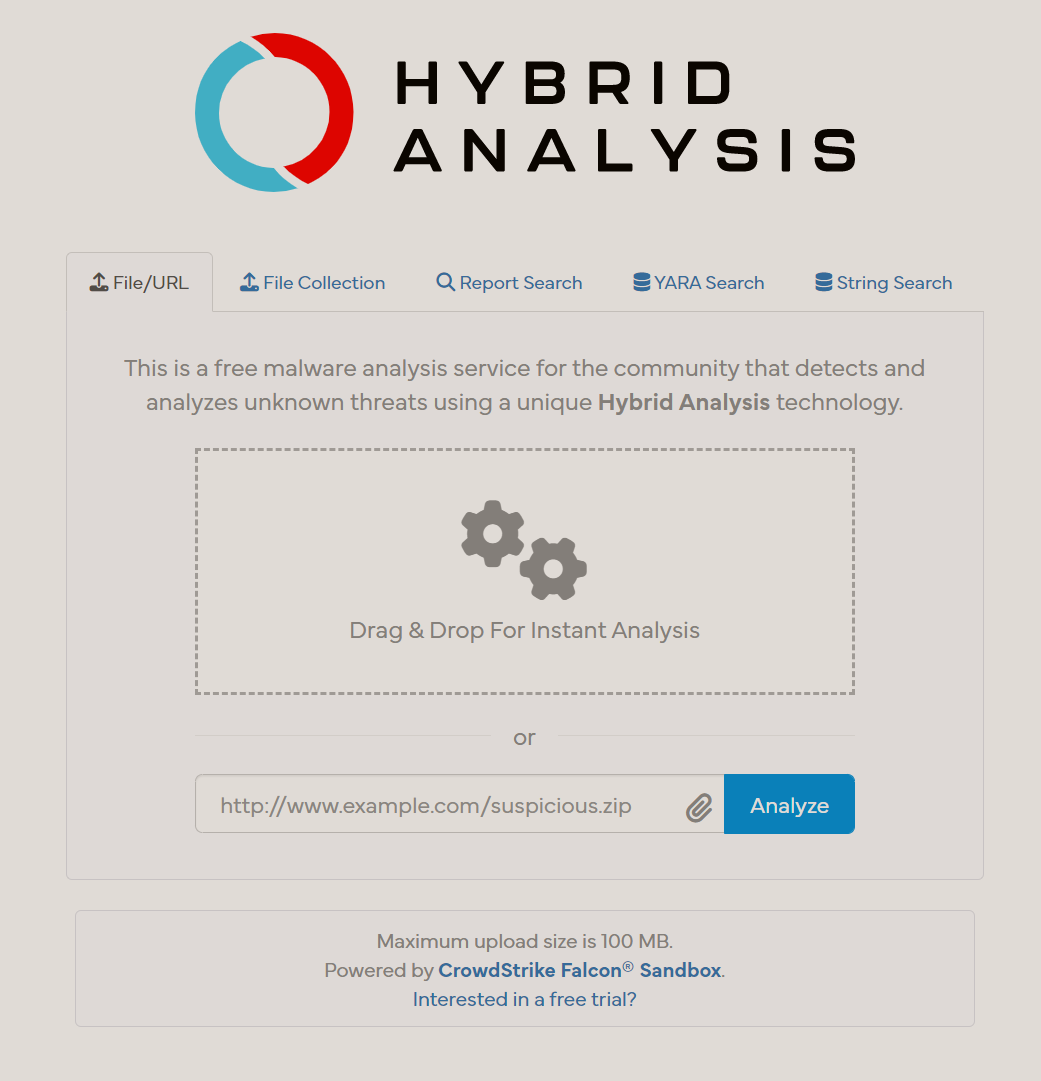 HYBRID
ANALYSIS
File/URL
File Collection
Report Search
YARA Search
String Search
This is a free malware analysis service for the community that detects and
analyzes unknown threats using a unique Hybrid Analysis technology.
Drag & Drop For Instant Analysis
or
http://www.example.com/suspicious.zip
Analyze
Maximum upload size is 100 MB.
Powered by CrowdStrike Falcon® Sandbox.
Interested in a free trial?